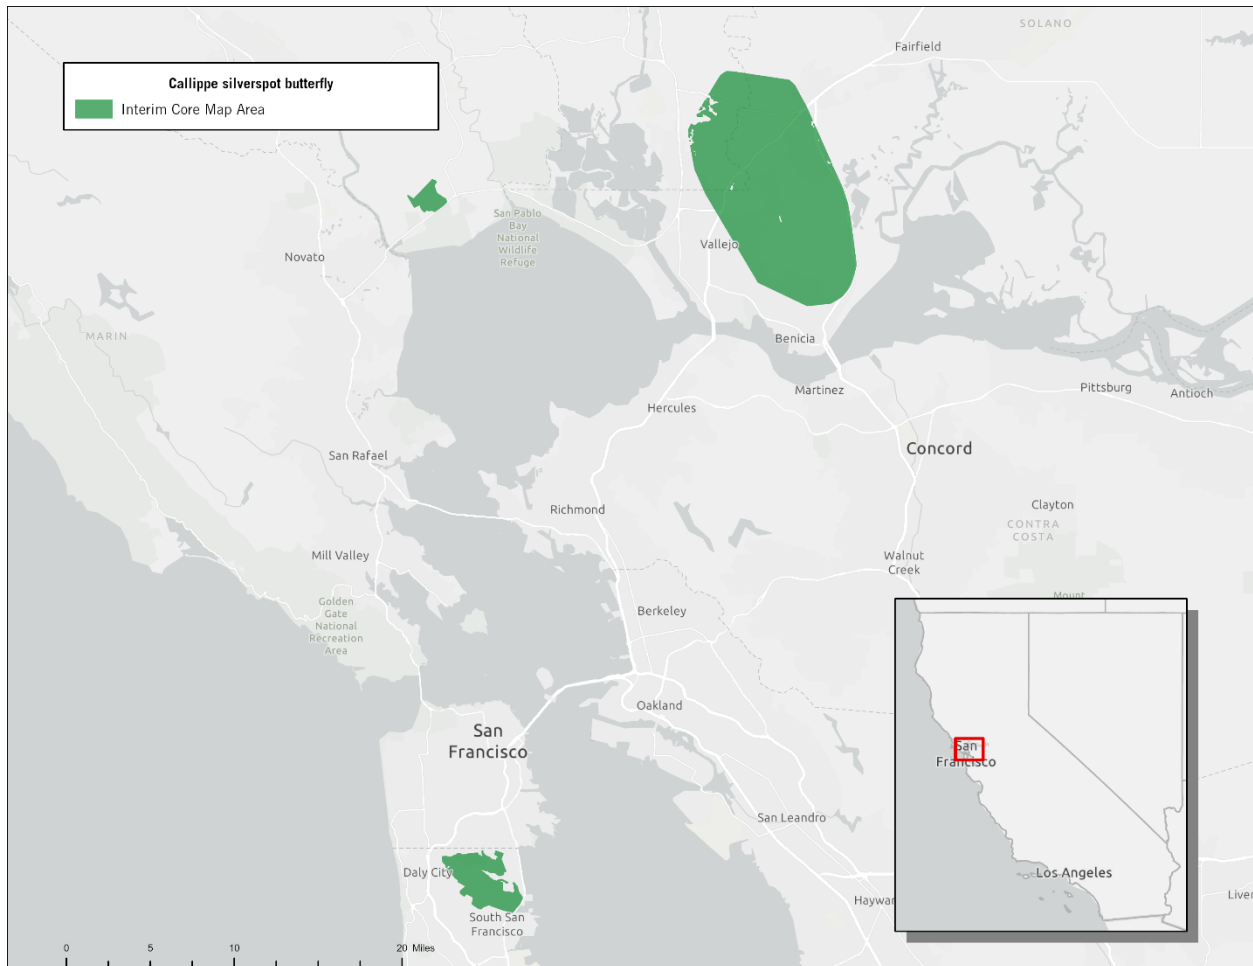 SOLANO
Fairfield
Callippe silverspot butterfly
Interim Core Map Area
San Pablo
Bay
National
Wildlife
Refuge
Vallejo
Novato
MARIN
Benicia
Martinez
Pittsburg
Antioch
Hercules
Concord
San Rafael
Richmond
Clayton
CONTRA
COSTA
Mill Valley
Walnut
Creek
Mount
Golden
Gate
National
Recreation
Area
Berkeley
Oakland
San
Francisco
San
Francisco
San Leandro
Daly City
Los Angeles
Haywar
Liver
South San
Francisco
0 5 10 20 Miles